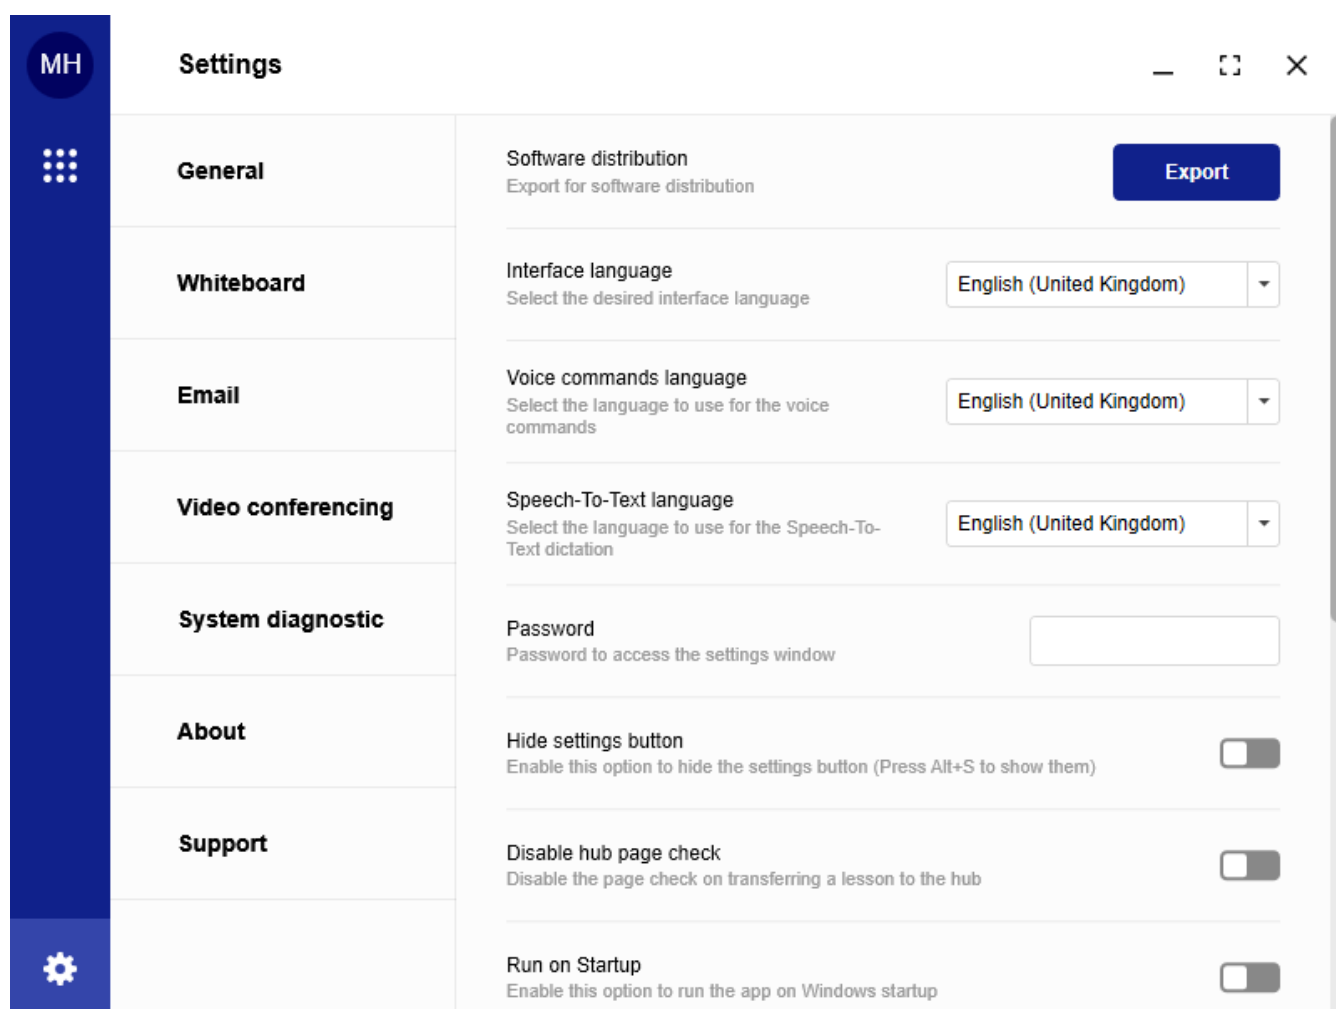 MH
Settings
General
Whiteboard
Email
Video conferencing
System diagnostic
About
Support
Software distribution
Export for software distribution
Export
Interface language
Select the desired interface language
English (United Kingdom)
Voice commands language
Select the language to use for the voice
commands
English (United Kingdom)
Speech-To-Text language
Select the language to use for the Speech-To-
Text dictation
English (United Kingdom)
Password
Password to access the settings window
Hide settings button
Enable this option to hide the settings button (Press Alt+S to show them)
Disable hub page check
Disable the page check on transferring a lesson to the hub
Run on Startup
Enable this option to run the app on Windows startup